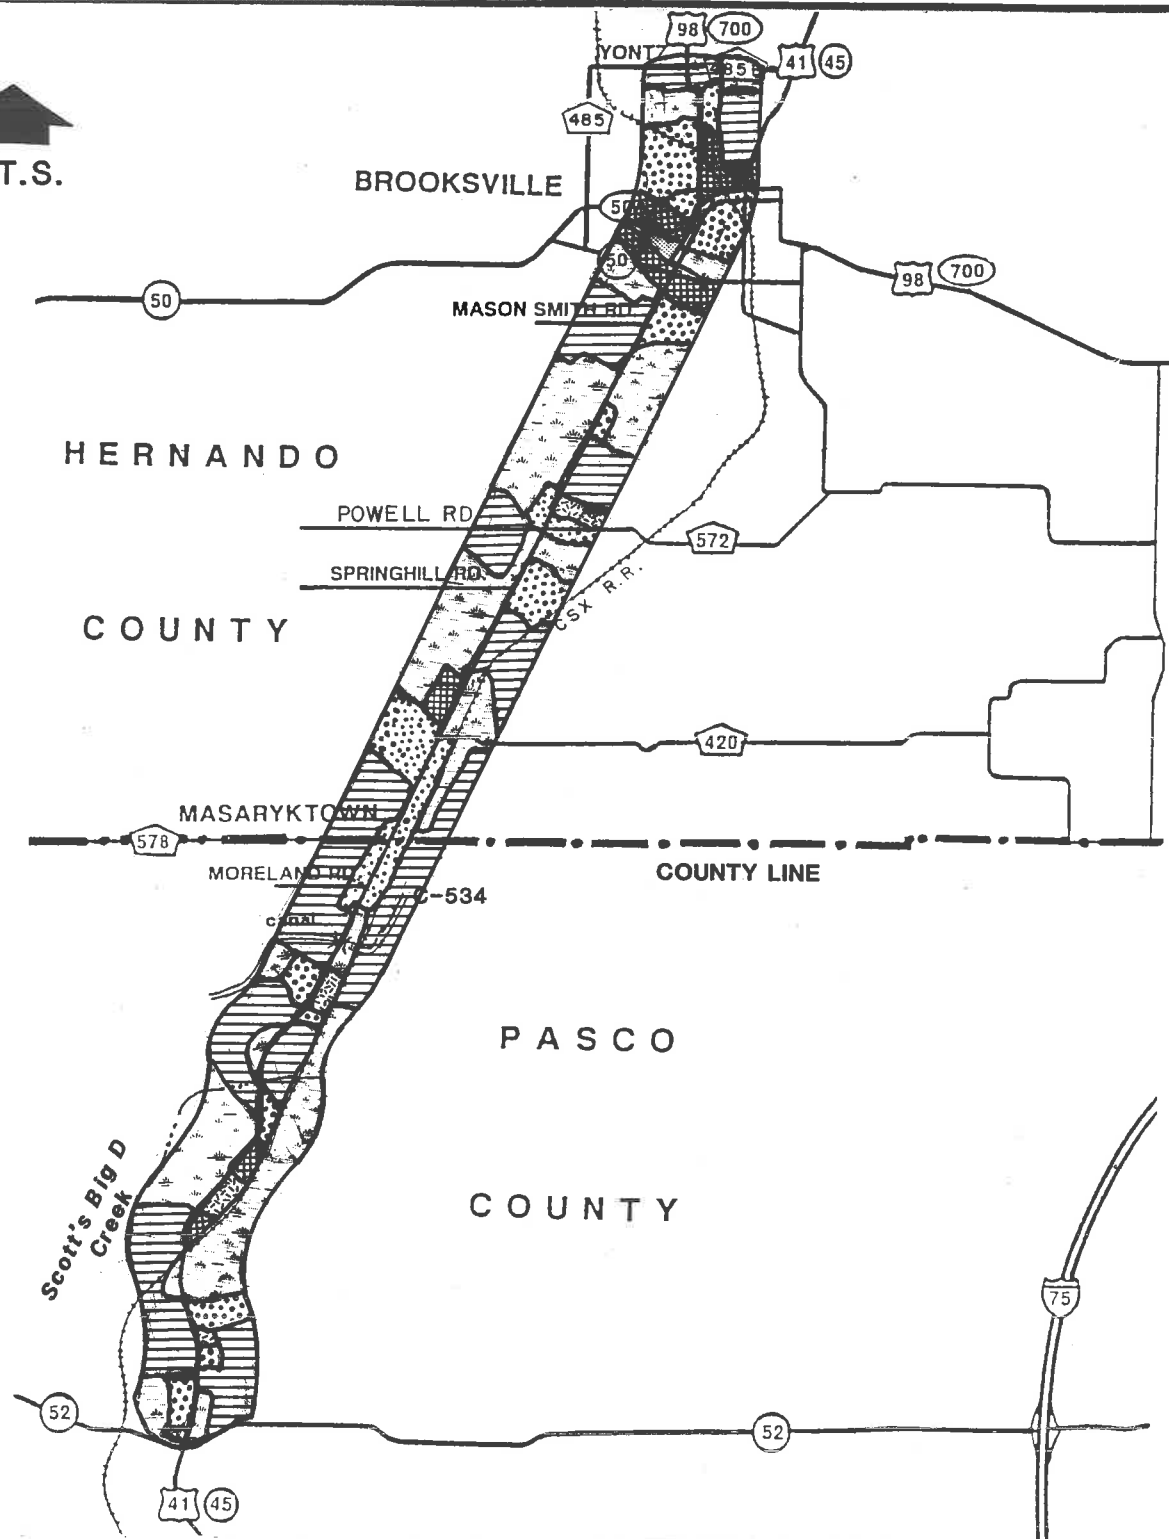 98 700
YONTZ
485
41 45
485
T.S.
BROOKSVILLE
50
50
98 700
50
MASON SMITH RD.
HERNANDO
POWELL RD
572
SPRINGHILL RD.
CSX R.R.
COUNTY
420
MASARYKTOWN
578
COUNTY LINE
MORELAND RD.
C-534
canal
PASCO
Scott's Big D
Creek
COUNTY
75
52
52
41 45